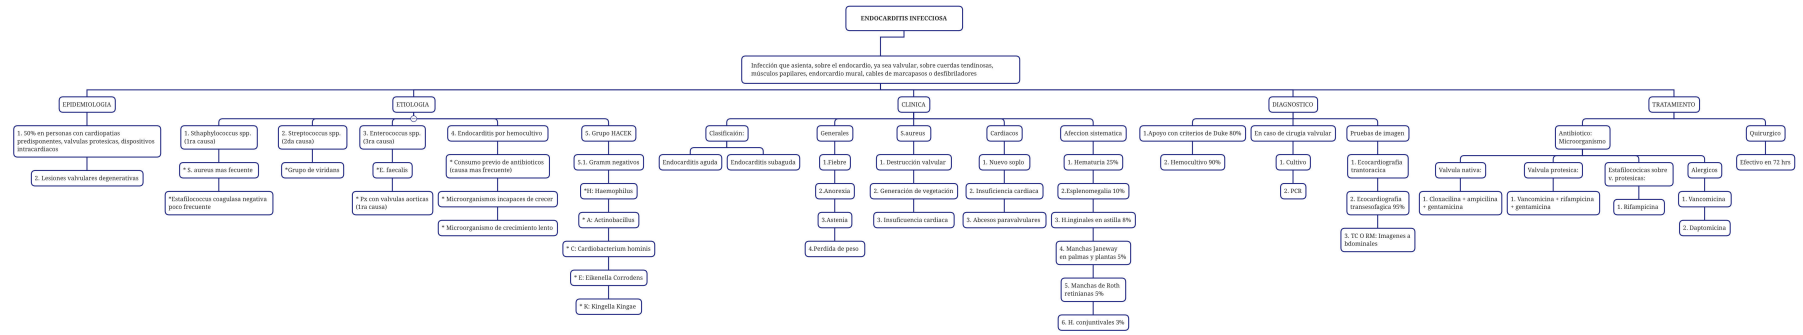 ENDOCARDITIS INFECCIOSA
Infección que asienta, sobre el endocardio, ya sea valvular, sobre cuerdas tendinosas,
músculos papilares, endorcardio mural, cables de marcapasos o desfibriladores
EPIDEMIOLOGIA
1. 50% en personas con cardiopatias
predisponentes, valvulas protesicas, dispositivos
intracardiacos
2. Lesiones valvulares degenerativas
ETIOLOGIA
1. Sthaphylococcus spp.
(1ra causa)
* S. aureus mas fecuente
*Estafilococcus coagulasa negativa
poco frecuente
2. Streptococcus spp.
(2da causa)
*Grupo de viridans
3. Enterococcus spp.
(3ra causa)
*E. faecalis
* Px con valvulas aorticas
(1ra causa)
4. Endocarditis por hemocultivo
* Consumo previo de antibioticos
(causa mas frecuente)
* Microorganismos incapaces de crecer
* Microorganismo de crecimiento lento
5. Grupo HACEK
5.1. Gramm negativos
*H: Haemophilus
* A: Actinobacillus
* C: Cardiobacterium hominis
* E: Eikenella Corrodens
* K: Kingella Kingae
CLINICA
Clasificación:
Endocarditis aguda
Endocarditis subaguda
Generales
1.Fiebre
2.Anorexia
3.Astenia
4.Perdida de peso
S.aureus
1. Destrucción valvular
2. Generación de vegetación
3. Insuficiencia cardiaca
Cardiacos
1. Nuevo soplo
2. Insuficiencia cardiaca
3. Abcesos paravalvulares
Afeccion sistematica
1. Hematuria 25%
2.Esplenomegalia 10%
3. H.inginales en astilla 8%
4. Manchas Janeway
en palmas y plantas 5%
5. Manchas de Roth
retinianas 5%
6. H. conjuntivales 3%
DIAGNOSTICO
1.Apoyo con criterios de Duke 80%
2. Hemocultivo 90%
En caso de cirugia valvular
1. Cultivo
2. PCR
Pruebas de imagen
1. Ecocardiografia
trantoracica
2. Ecocardiografia
transesofagica 95%
3. TC O RM: Imagenes a
bdominales
TRATAMIENTO
Antibiotico:
Microorganismo
Valvula nativa:
1. Cloxacilina + ampicilina
+ gentamicina
Valvula protesica:
1. Vancomicina + rifampicina
+ gentamicina
Estafilococicas sobre
v. protesicas:
1. Rifampicina
Alergicos
1. Vancomicina
2. Daptomicina
Quirurgico
Efectivo en 72 hrs